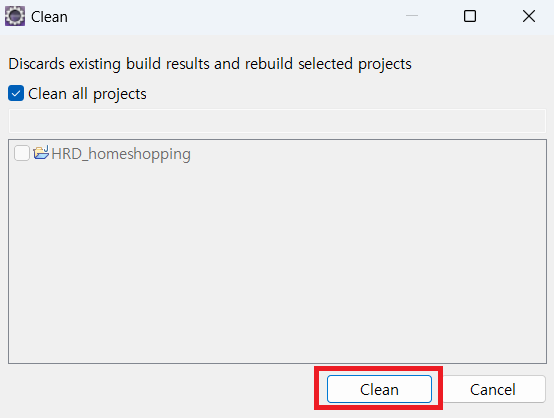 Clean
Discards existing build results and rebuild selected projects
Clean all projects
HRD_homeshopping
Clean
Cancel